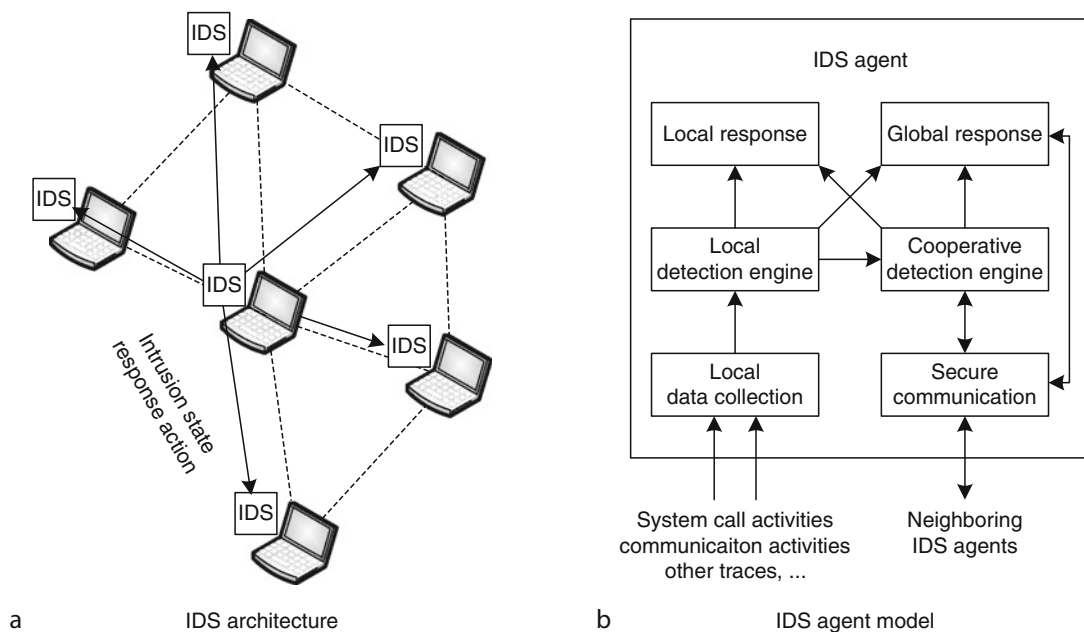 IDS
IDS
IDS
IDS
IDS
IDS
Intrusion state
response action
a
IDS architecture
IDS agent
Local response
Global response
Local
detection engine
Cooperative
detection engine
Local
data collection
Secure
communication
System call activities
communicaiton activities
other traces, ...
Neighboring
IDS agents
b
IDS agent model